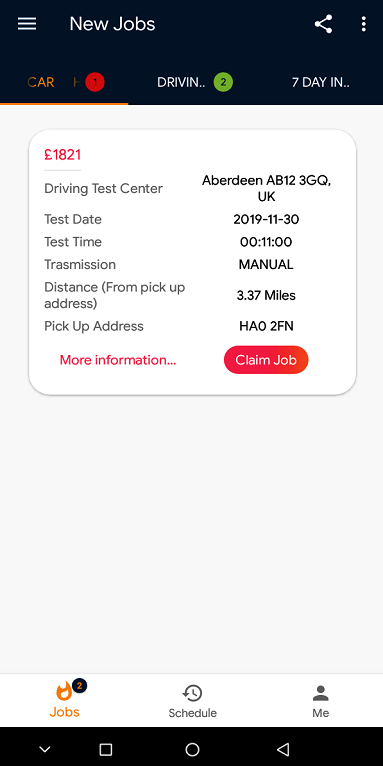 New Jobs
CAR 1 DRIVIN.. 2 7 DAY IN..
£1821
Driving Test Center Aberdeen AB12 3GQ,
UK
Test Date 2019-11-30
Test Time 00:11:00
Trasmission MANUAL
Distance (From pick up
address) 3.37 Miles
Pick Up Address HA0 2FN
More information... Claim Job
2
Jobs Schedule Me